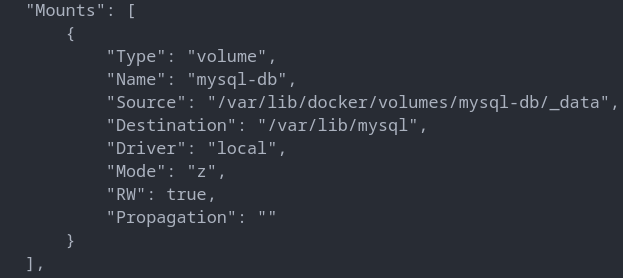 "Mounts": [
{
"Type": "volume",
"Name": "mysql-db",
"Source": "/var/lib/docker/volumes/mysql-db/_data",
"Destination": "/var/lib/mysql",
"Driver": "local",
"Mode": "z",
"RW": true,
"Propagation": ""
}
],